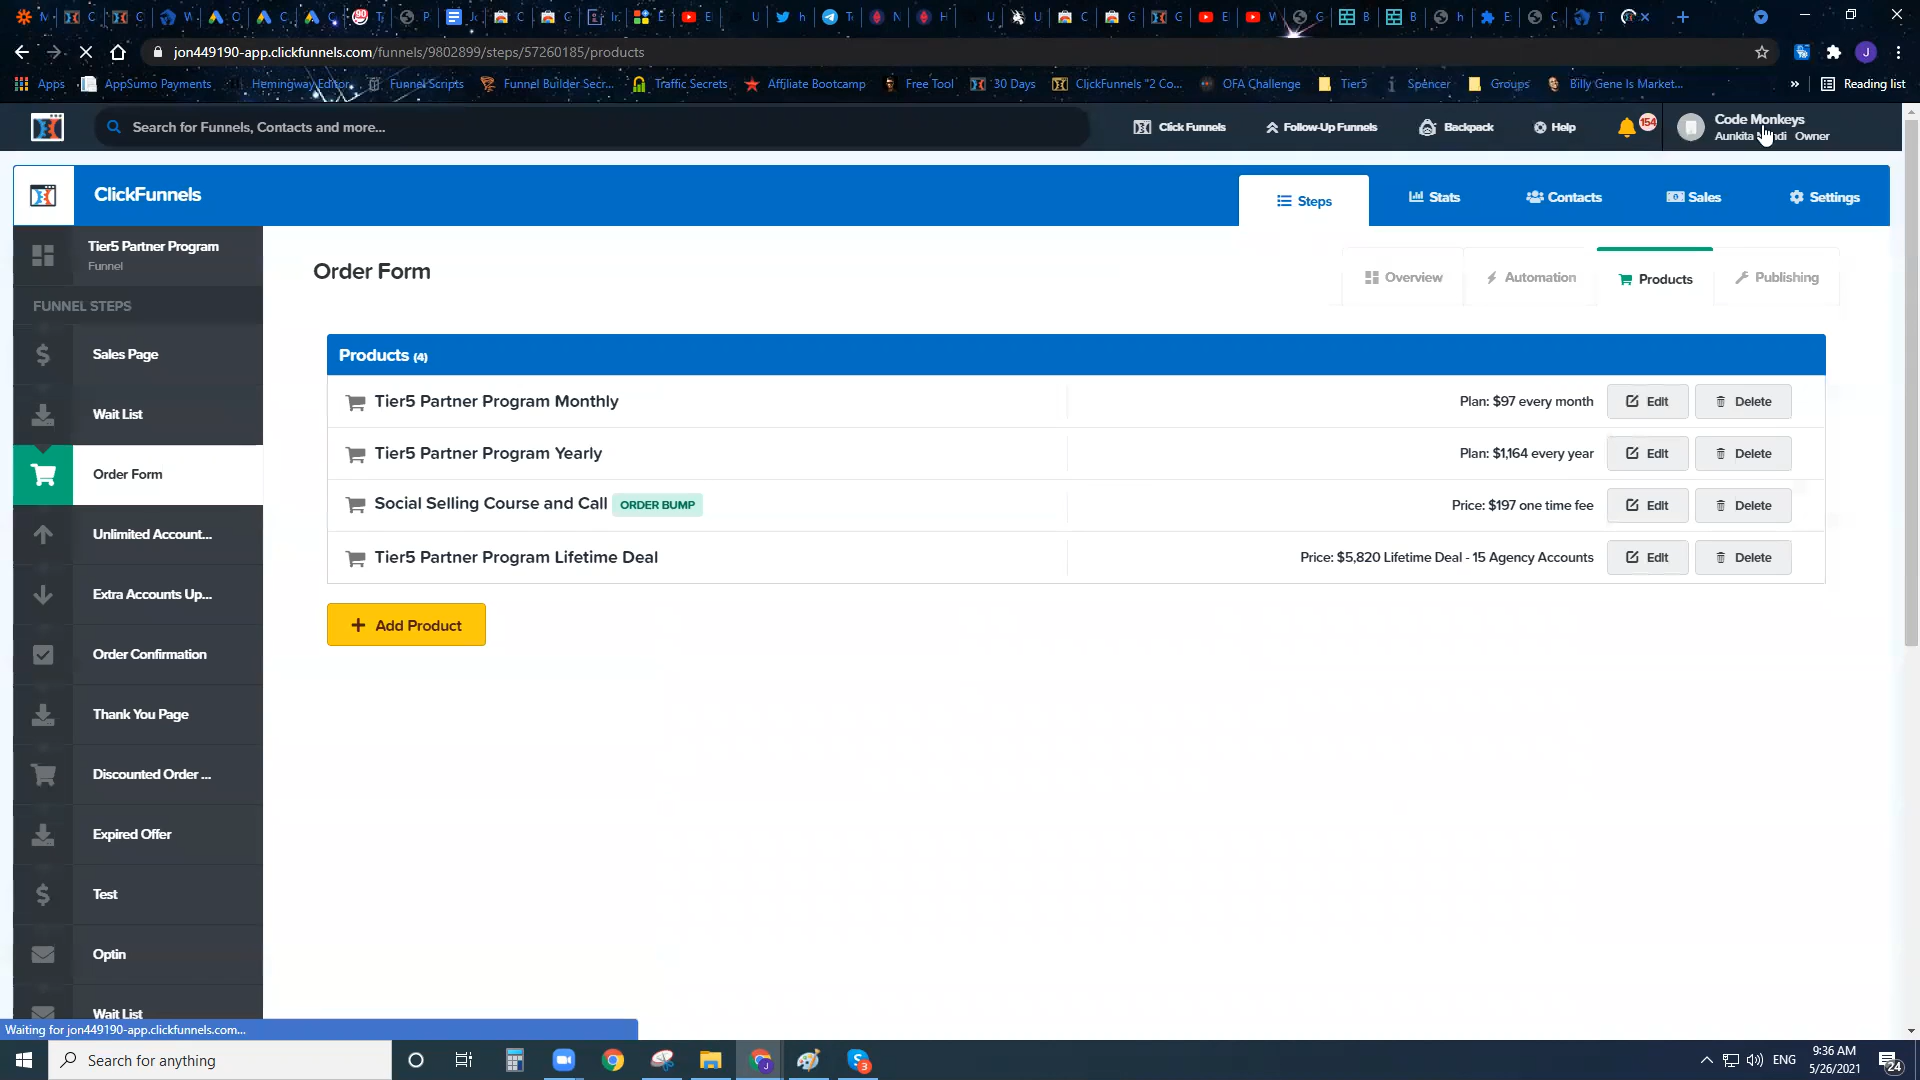 jon449190-app.clickfunnels.com/funnels/9802899/steps/57260185/products
Apps
AppSumo Payments
Hemingway Editor
Funnel Scripts
Funnel Builder Secr...
Traffic Secrets
Affiliate Bootcamp
Free Tool
30 Days
ClickFunnels "2 Co...
OFA Challenge
Tier5
Spencer
Groups
Billy Gene Is Market...
»
Reading list
Search for Funnels, Contacts and more...
Click Funnels
Follow-Up Funnels
Backpack
Help
154
Code Monkeys
Aunkita
Owner
ClickFunnels
Steps
Stats
Contacts
Sales
Settings
Tier5 Partner Program
Funnel
FUNNEL STEPS
Sales Page
Wait List
Order Form
Unlimited Account...
Extra Accounts Up...
Order Confirmation
Thank You Page
Discounted Order ...
Expired Offer
Test
Optin
Wait List
Order Form
Overview
Automation
Products
Publishing
Products (4)
Tier5 Partner Program Monthly
Plan: $97 every month
Edit
Delete
Tier5 Partner Program Yearly
Plan: $1,164 every year
Edit
Delete
Social Selling Course and Call ORDER BUMP
Price: $197 one time fee
Edit
Delete
Tier5 Partner Program Lifetime Deal
Price: $5,820 Lifetime Deal - 15 Agency Accounts
Edit
Delete
+ Add Product
Waiting for jon449190-app.clickfunnels.com...
Search for anything
3
ENG
9:36 AM
5/26/2021
24